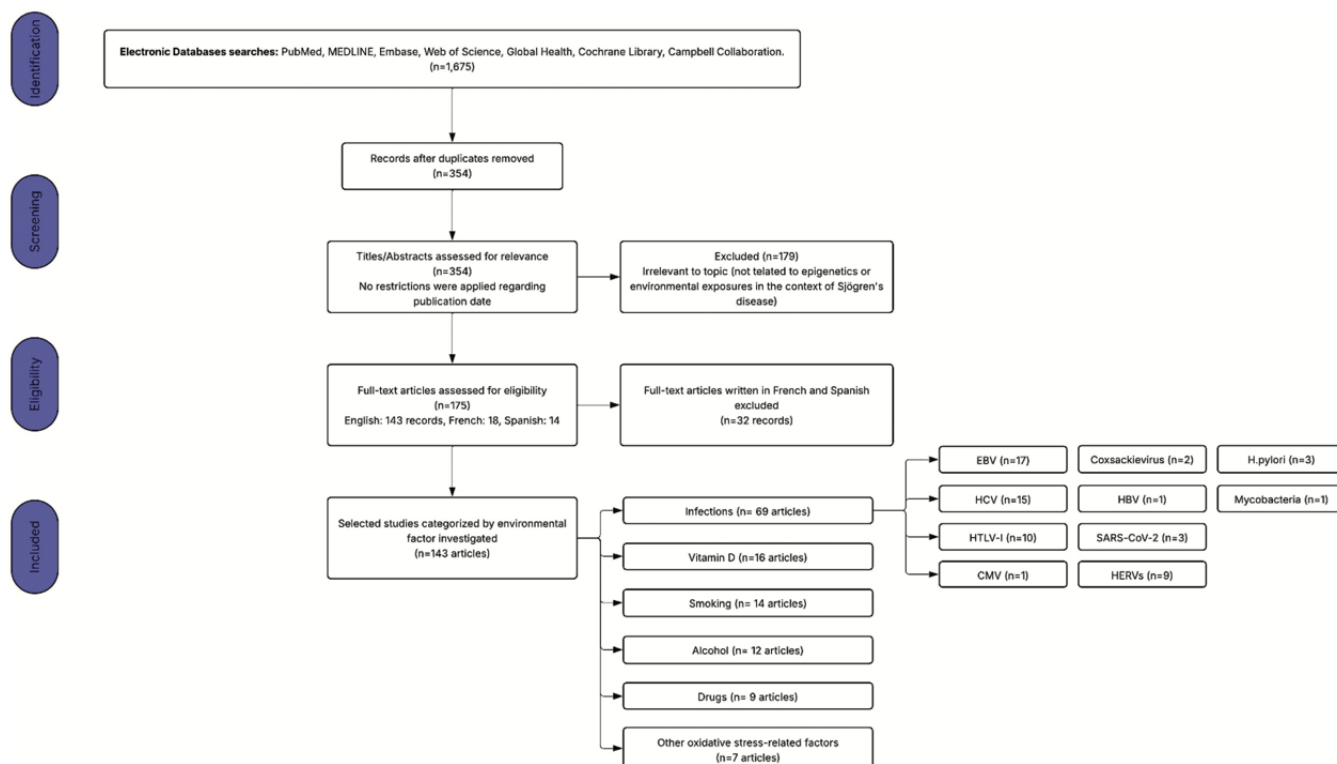 Identification
Electronic Databases searches: PubMed, MEDLINE, Embase, Web of Science, Global Health, Cochrane Library, Campbell Collaboration.
(n=1,675)
Records after duplicates removed
(n=354)
Screening
Titles/Abstracts assessed for relevance
(n=354)
No restrictions were applied regarding
publication date
Excluded (n=179)
Irrelevant to topic (not telated to epigenetics or
environmental exposures in the context of Sjögren's
disease)
Eligibility
Full-text articles assessed for eligibility
(n=175)
English: 143 records, French: 18, Spanish: 14
Full-text articles written in French and Spanish
excluded
(n=32 records)
Included
Selected studies categorized by environmental
factor investigated
(n=143 articles)
Infections (n= 69 articles)
Vitamin D (n=16 articles)
Smoking (n= 14 articles)
Alcohol (n= 12 articles)
Drugs (n= 9 articles)
Other oxidative stress-related factors
(n=7 articles)
EBV (n=17)
Coxsackievirus (n=2)
H.pylori (n=3)
HCV (n=15)
HBV (n=1)
Mycobacteria (n=1)
HTLV-I (n=10)
SARS-CoV-2 (n=3)
CMV (n=1)
HERVs (n=9)